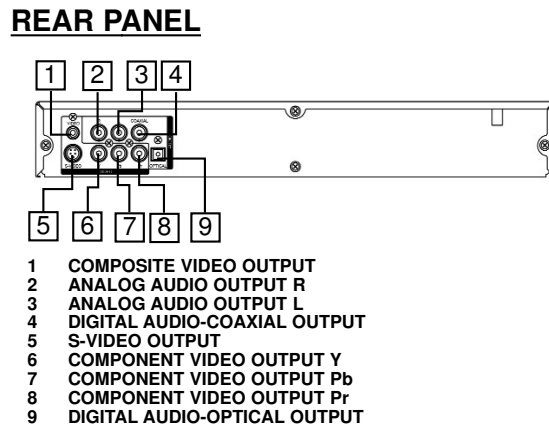 REAR PANEL
1 2 3 4
VIDEO COAXIAL
S-VIDEO OPTICAL
5 6 7 8 9
1 COMPOSITE VIDEO OUTPUT
2 ANALOG AUDIO OUTPUT R
3 ANALOG AUDIO OUTPUT L
4 DIGITAL AUDIO-COAXIAL OUTPUT
5 S-VIDEO OUTPUT
6 COMPONENT VIDEO OUTPUT Y
7 COMPONENT VIDEO OUTPUT Pb
8 COMPONENT VIDEO OUTPUT Pr
9 DIGITAL AUDIO-OPTICAL OUTPUT